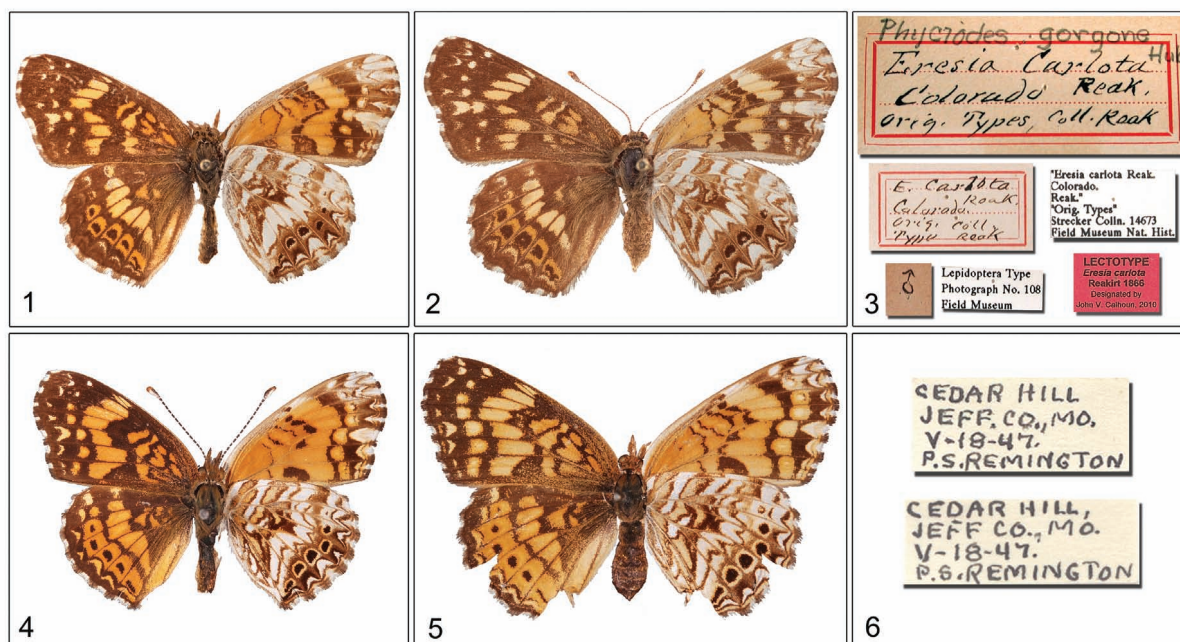 1
2
Phyciodes gorgone
Hub
Eresia Carlota
Colorado Reak.
Orig. Types, Coll. Reak
E. Carlota
Reak.
Colorado.
Orig. Coll.
Type Reak
"Eresia carlota Reak.
Colorado.
Reak."
"Orig. Types"
Strecker Colln. 14673
Field Museum Nat. Hist.
♂
Lepidoptera Type
Photograph No. 108
Field Museum
LECTOTYPE
Eresia carlota
Reakirt 1866
Designated by
John V. Calhoun, 2010
3
4
5
CEDAR HILL
JEFF. CO., MO.
V-18-47.
P.S. REMINGTON
CEDAR HILL,
JEFF CO., MO.
V-18-47.
P.S. REMINGTON
6